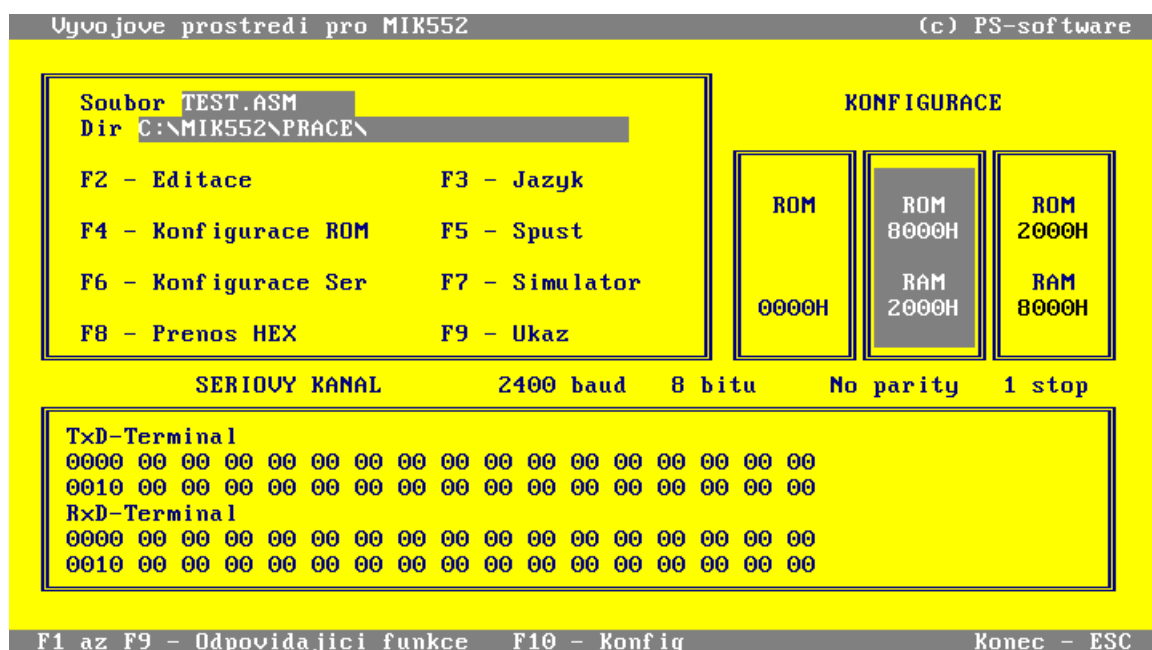 Vyvojove prostredi pro MIK552 (c) PS-software
Soubor TEST.ASM
Dir C:\MIK552\PRACE\
F2 - Editace F3 - Jazyk
F4 - Konfigurace ROM F5 - Spust
F6 - Konfigurace Ser F7 - Simulator
F8 - Prenos HEX F9 - Ukaz
KONFIGURACE
ROM ROM ROM
8000H 2000H
RAM RAM
0000H 2000H 8000H
SERIOVY KANAL 2400 baud 8 bitu No parity 1 stop
TxD-Terminal
0000 00 00 00 00 00 00 00 00 00 00 00 00 00 00 00 00
0010 00 00 00 00 00 00 00 00 00 00 00 00 00 00 00 00
RxD-Terminal
0000 00 00 00 00 00 00 00 00 00 00 00 00 00 00 00 00
0010 00 00 00 00 00 00 00 00 00 00 00 00 00 00 00 00
F1 az F9 - Odpovidajici funkce F10 - Konfig Konec - ESC